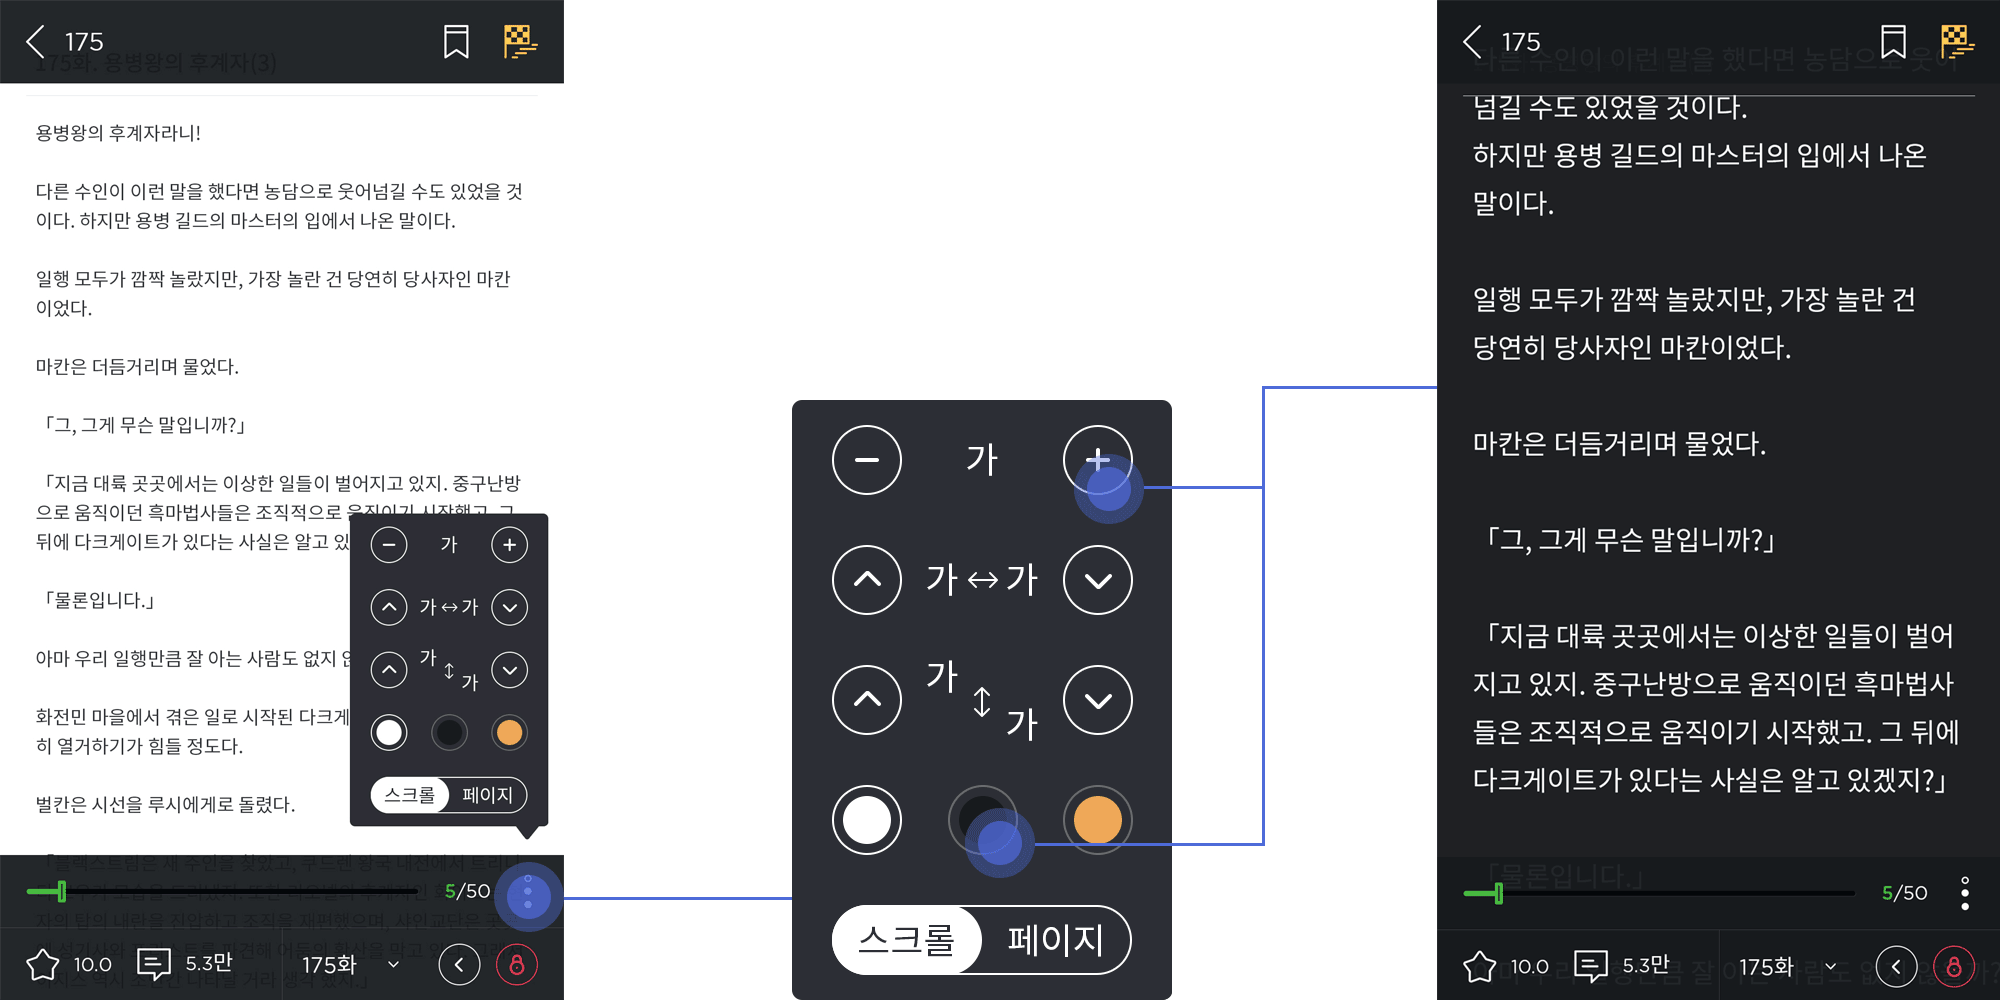 175
175화. 용병왕의 후계자(3)
용병왕의 후계자라니!
다른 수인이 이런 말을 했다면 농담으로 웃어넘길 수도 있었을 것
이다. 하지만 용병 길드의 마스터의 입에서 나온 말이다.
일행 모두가 깜짝 놀랐지만, 가장 놀란 건 당연히 당사자인 마칸
이었다.
마칸은 더듬거리며 물었다.
「그, 그게 무슨 말입니까?」
「지금 대륙 곳곳에서는 이상한 일들이 벌어지고 있지. 중구난방
으로 움직이던 흑마법사들은 조직적으로 움직이기 시작했고. 그
뒤에 다크게이트가 있다는 사실은 알고 있
「물론입니다.」
아마 우리 일행만큼 잘 아는 사람도 없지
화전민 마을에서 겪은 일로 시작된 다크게
히 열거하기가 힘들 정도다.
벌칸은 시선을 루시에게로 돌렸다.
가
가 가
가
가
스크롤 페이지
5/50
10.0 5.3만 175화
가
가 가
가
가
스크롤 페이지
175
다른 수인이 이런 말을 했다면 농담으로 웃어
넘길 수도 있었을 것이다.
하지만 용병 길드의 마스터의 입에서 나온
말이다.
일행 모두가 깜짝 놀랐지만, 가장 놀란 건
당연히 당사자인 마칸이었다.
마칸은 더듬거리며 물었다.
「그, 그게 무슨 말입니까?」
「지금 대륙 곳곳에서는 이상한 일들이 벌어
지고 있지. 중구난방으로 움직이던 흑마법사
들은 조직적으로 움직이기 시작했고. 그 뒤에
다크게이트가 있다는 사실은 알고 있겠지?」
「물론입니다.」
5/50
10.0 5.3만 175화